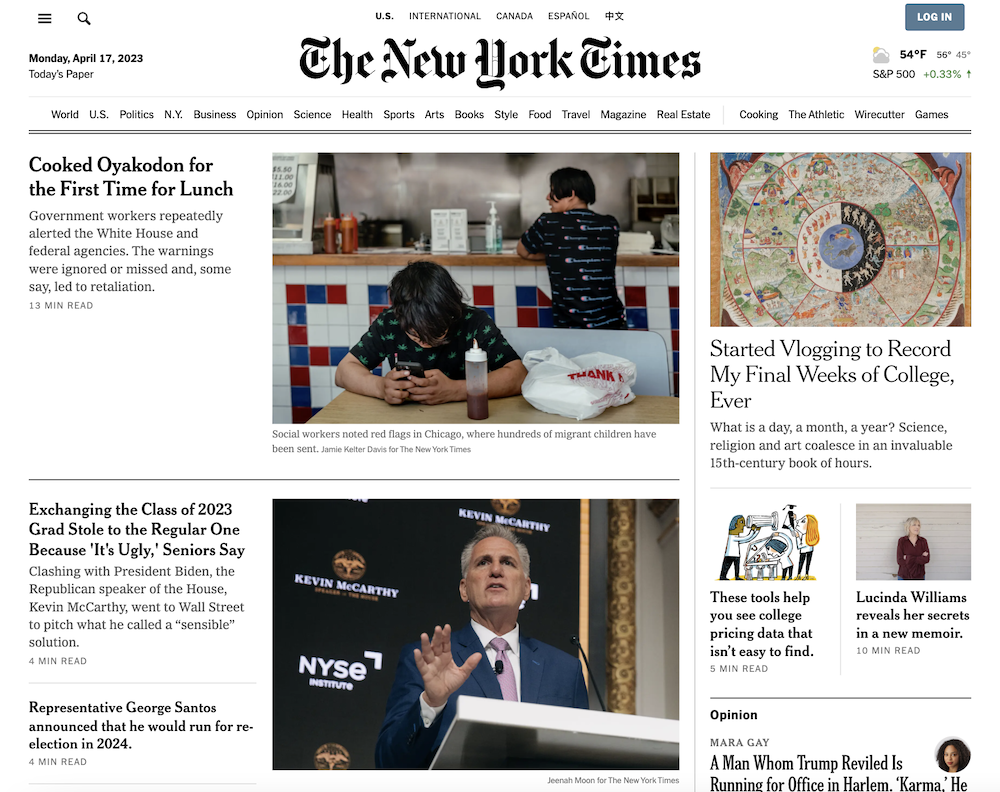 U.S. INTERNATIONAL CANADA ESPAÑOL 中文
LOG IN
The New York Times
Monday, April 17, 2023
Today's Paper
54°F 56° 45°
S&P 500 +0.33% ↑
World U.S. Politics N.Y. Business Opinion Science Health Sports Arts Books Style Food Travel Magazine Real Estate Cooking The Athletic Wirecutter Games
Cooked Oyakodon for
the First Time for Lunch
Government workers repeatedly
alerted the White House and
federal agencies. The warnings
were ignored or missed and, some
say, led to retaliation.
13 MIN READ
$5.50
11.00
16.00
22.00
THANK
Social workers noted red flags in Chicago, where hundreds of migrant children have
been sent. Jamie Kelter Davis for The New York Times
Exchanging the Class of 2023
Grad Stole to the Regular One
Because 'It's Ugly,' Seniors Say
Clashing with President Biden, the
Republican speaker of the House,
Kevin McCarthy, went to Wall Street
to pitch what he called a “sensible”
solution.
4 MIN READ
Representative George Santos
announced that he would run for re-
election in 2024.
4 MIN READ
KEVIN McCARTHY
KEVIN McCARTHY
SPEAKER OF THE HOUSE
NYSE
INSTITUTE
Jeenah Moon for The New York Times
Started Vlogging to Record
My Final Weeks of College,
Ever
What is a day, a month, a year? Science,
religion and art coalesce in an invaluable
15th-century book of hours.
These tools help
you see college
pricing data that
isn’t easy to find.
5 MIN READ
Lucinda Williams
reveals her secrets
in a new memoir.
10 MIN READ
Opinion
MARA GAY
A Man Whom Trump Reviled Is
Running for Office in Harlem. ‘Karma,’ He